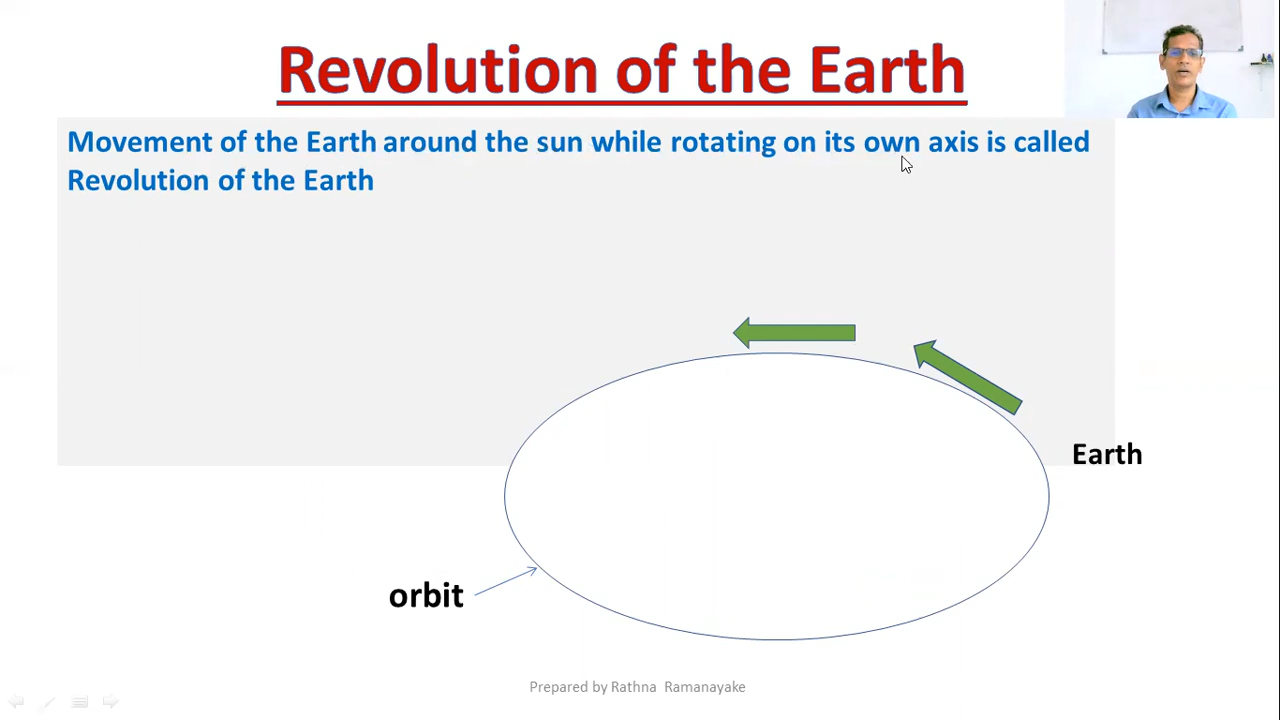 Revolution of the Earth
Movement of the Earth around the sun while rotating on its own axis is called
Revolution of the Earth
Earth
orbit
Prepared by Rathna Ramanayake